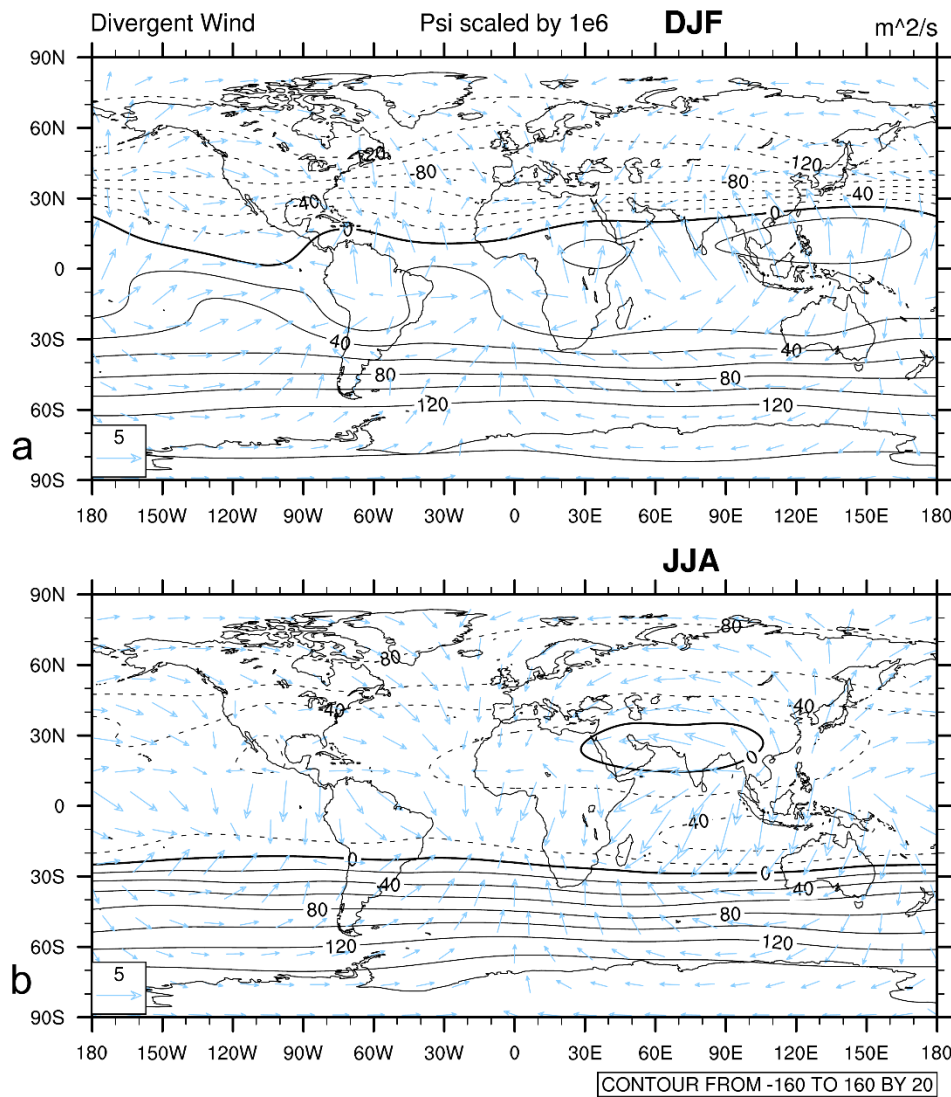 Divergent Wind Psi scaled by 1e6 DJF m^2/s
90N
60N
30N
0
30S
60S
90S
120
80
40
0
120
80
40
0
40
80
120
40
80
120
5
a
180 150W 120W 90W 60W 30W 0 30E 60E 90E 120E 150E 180
JJA
90N
60N
30N
0
30S
60S
90S
80
80
40
40
0
40
0
40
80
120
0
40
80
120
5
b
180 150W 120W 90W 60W 30W 0 30E 60E 90E 120E 150E 180
CONTOUR FROM -160 TO 160 BY 20